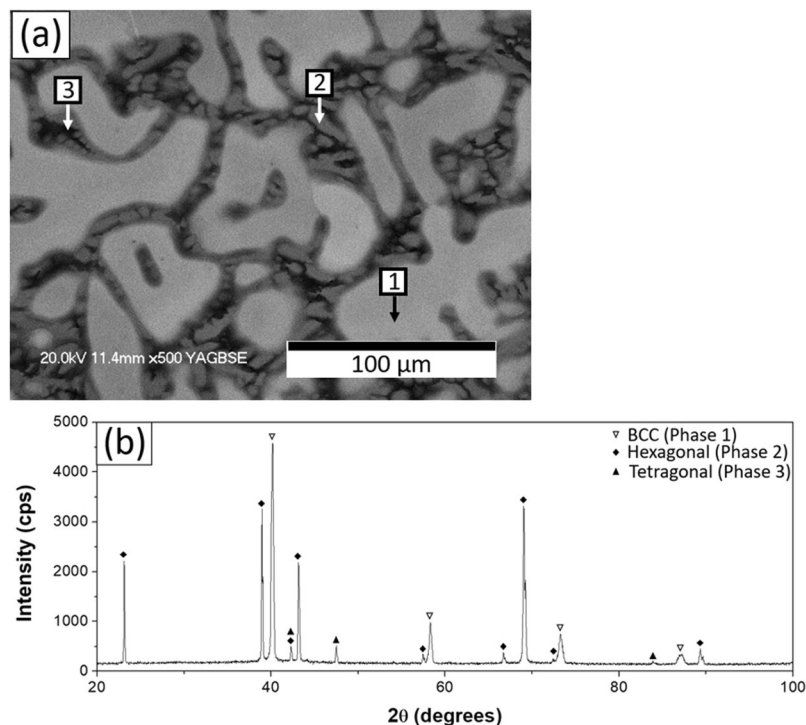 (a)
3
2
1
20.0kV 11.4mm x500 YAGBSE
100 μm
(b)
▽ BCC (Phase 1)
◆ Hexagonal (Phase 2)
▲ Tetragonal (Phase 3)
5000
4000
3000
2000
1000
0
Intensity (cps)
20 40 60 80 100
2θ (degrees)